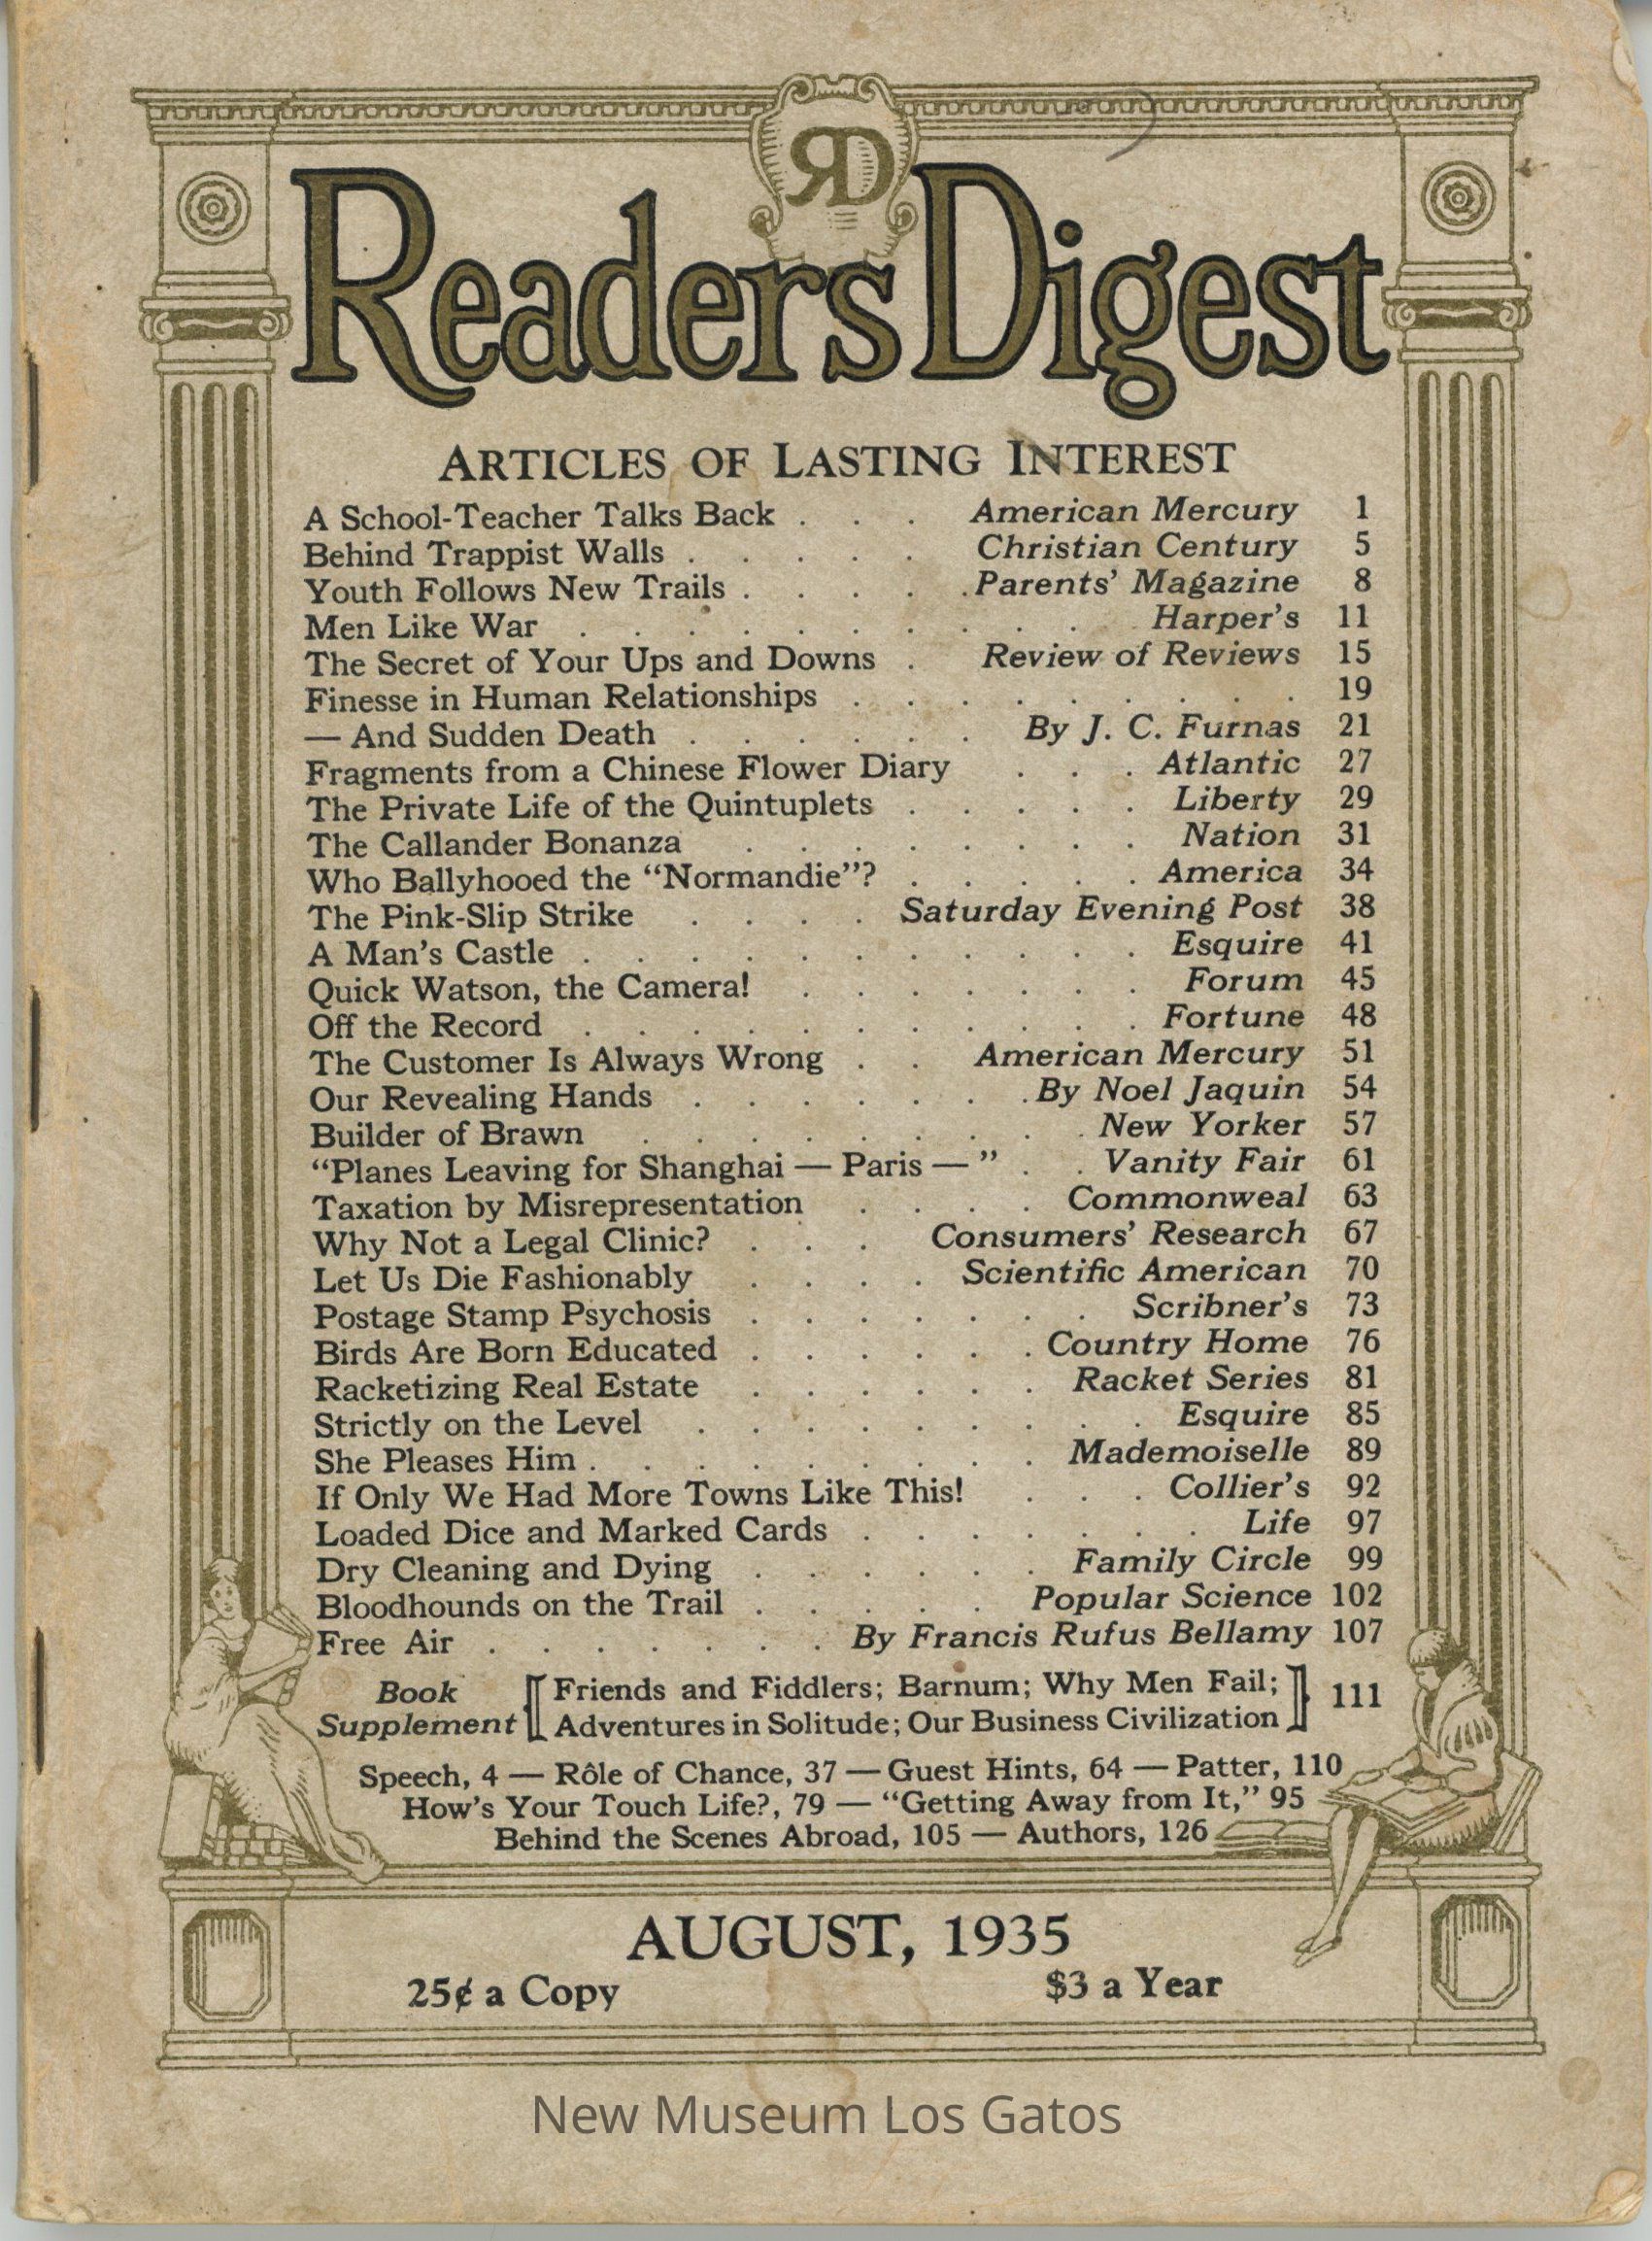 RD
Readers Digest
ARTICLES OF LASTING INTEREST
A School-Teacher Talks Back . . . American Mercury 1
Behind Trappist Walls . . . . . Christian Century 5
Youth Follows New Trails . . . . . Parents' Magazine 8
Men Like War . . . . . . . . . . . Harper's 11
The Secret of Your Ups and Downs . Review of Reviews 15
Finesse in Human Relationships . . . . . . . . . 19
— And Sudden Death . . . . . . By J. C. Furnas 21
Fragments from a Chinese Flower Diary . . . Atlantic 27
The Private Life of the Quintuplets . . . . . Liberty 29
The Callander Bonanza . . . . . . . . Nation 31
Who Ballyhooed the “Normandie”? . . . . . America 34
The Pink-Slip Strike . . . . Saturday Evening Post 38
A Man's Castle . . . . . . . . . . . Esquire 41
Quick Watson, the Camera! . . . . . . . Forum 45
Off the Record . . . . . . . . . . . Fortune 48
The Customer Is Always Wrong . . American Mercury 51
Our Revealing Hands . . . . . . . By Noel Jaquin 54
Builder of Brawn . . . . . . . . . New Yorker 57
“Planes Leaving for Shanghai — Paris — ” . . Vanity Fair 61
Taxation by Misrepresentation . . . . Commonweal 63
Why Not a Legal Clinic? . . . Consumers' Research 67
Let Us Die Fashionably . . . . Scientific American 70
Postage Stamp Psychosis . . . . . . . Scribner's 73
Birds Are Born Educated . . . . . . Country Home 76
Racketizing Real Estate . . . . . . Racket Series 81
Strictly on the Level . . . . . . . . . Esquire 85
She Pleases Him . . . . . . . . . Mademoiselle 89
If Only We Had More Towns Like This! . . . Collier's 92
Loaded Dice and Marked Cards . . . . . . . Life 97
Dry Cleaning and Dying . . . . . . Family Circle 99
Bloodhounds on the Trail . . . . . Popular Science 102
Free Air . . . . . . . By Francis Rufus Bellamy 107
Book Supplement [ Friends and Fiddlers; Barnum; Why Men Fail;
Adventures in Solitude; Our Business Civilization ] 111
Speech, 4 — Rôle of Chance, 37 — Guest Hints, 64 — Patter, 110
How's Your Touch Life?, 79 — “Getting Away from It,” 95
Behind the Scenes Abroad, 105 — Authors, 126
AUGUST, 1935
25¢ a Copy $3 a Year
New Museum Los Gatos